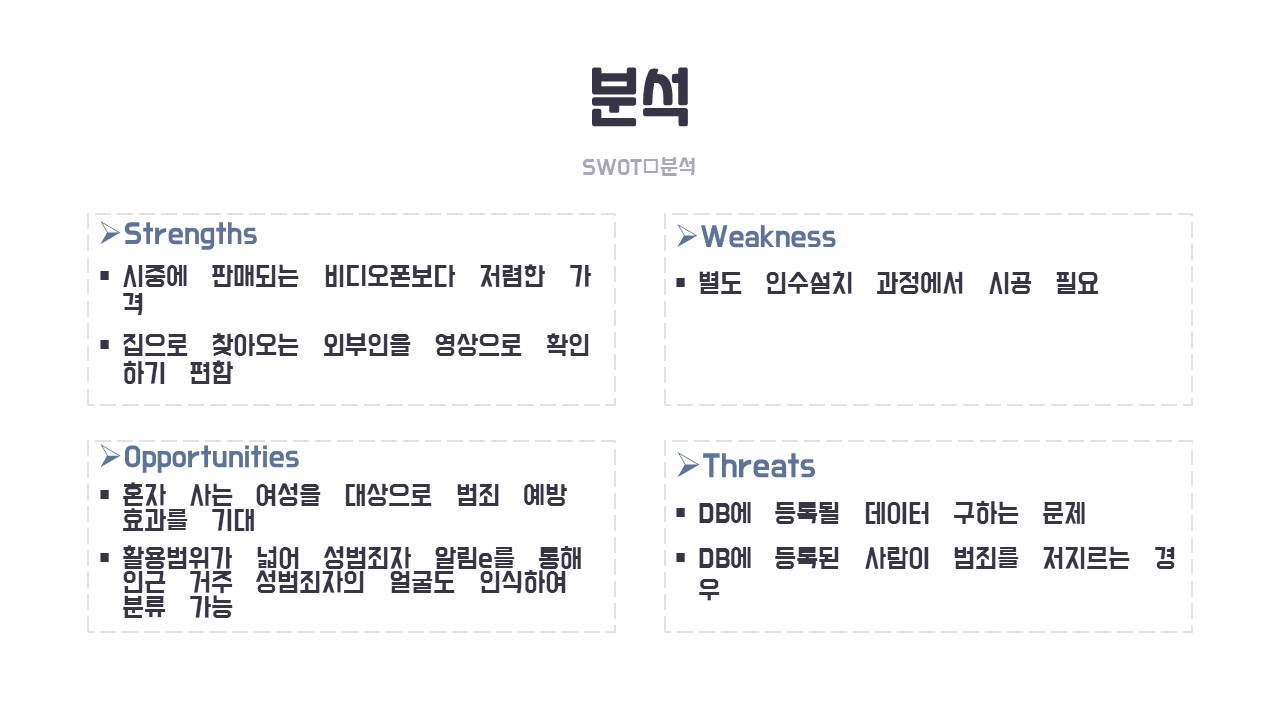 분석
SWOT□분석
Strengths
시중에 판매되는 비디오폰보다 저렴한 가
격
집으로 찾아오는 외부인을 영상으로 확인
하기 편함
Weakness
별도 인수설치 과정에서 시공 필요
Opportunities
혼자 사는 여성을 대상으로 범죄 예방
효과를 기대
활용범위가 넓어 성범죄자 알림e를 통해
인근 거주 성범죄자의 얼굴도 인식하여
분류 가능
Threats
DB에 등록될 데이터 구하는 문제
DB에 등록된 사람이 범죄를 저지르는 경
우